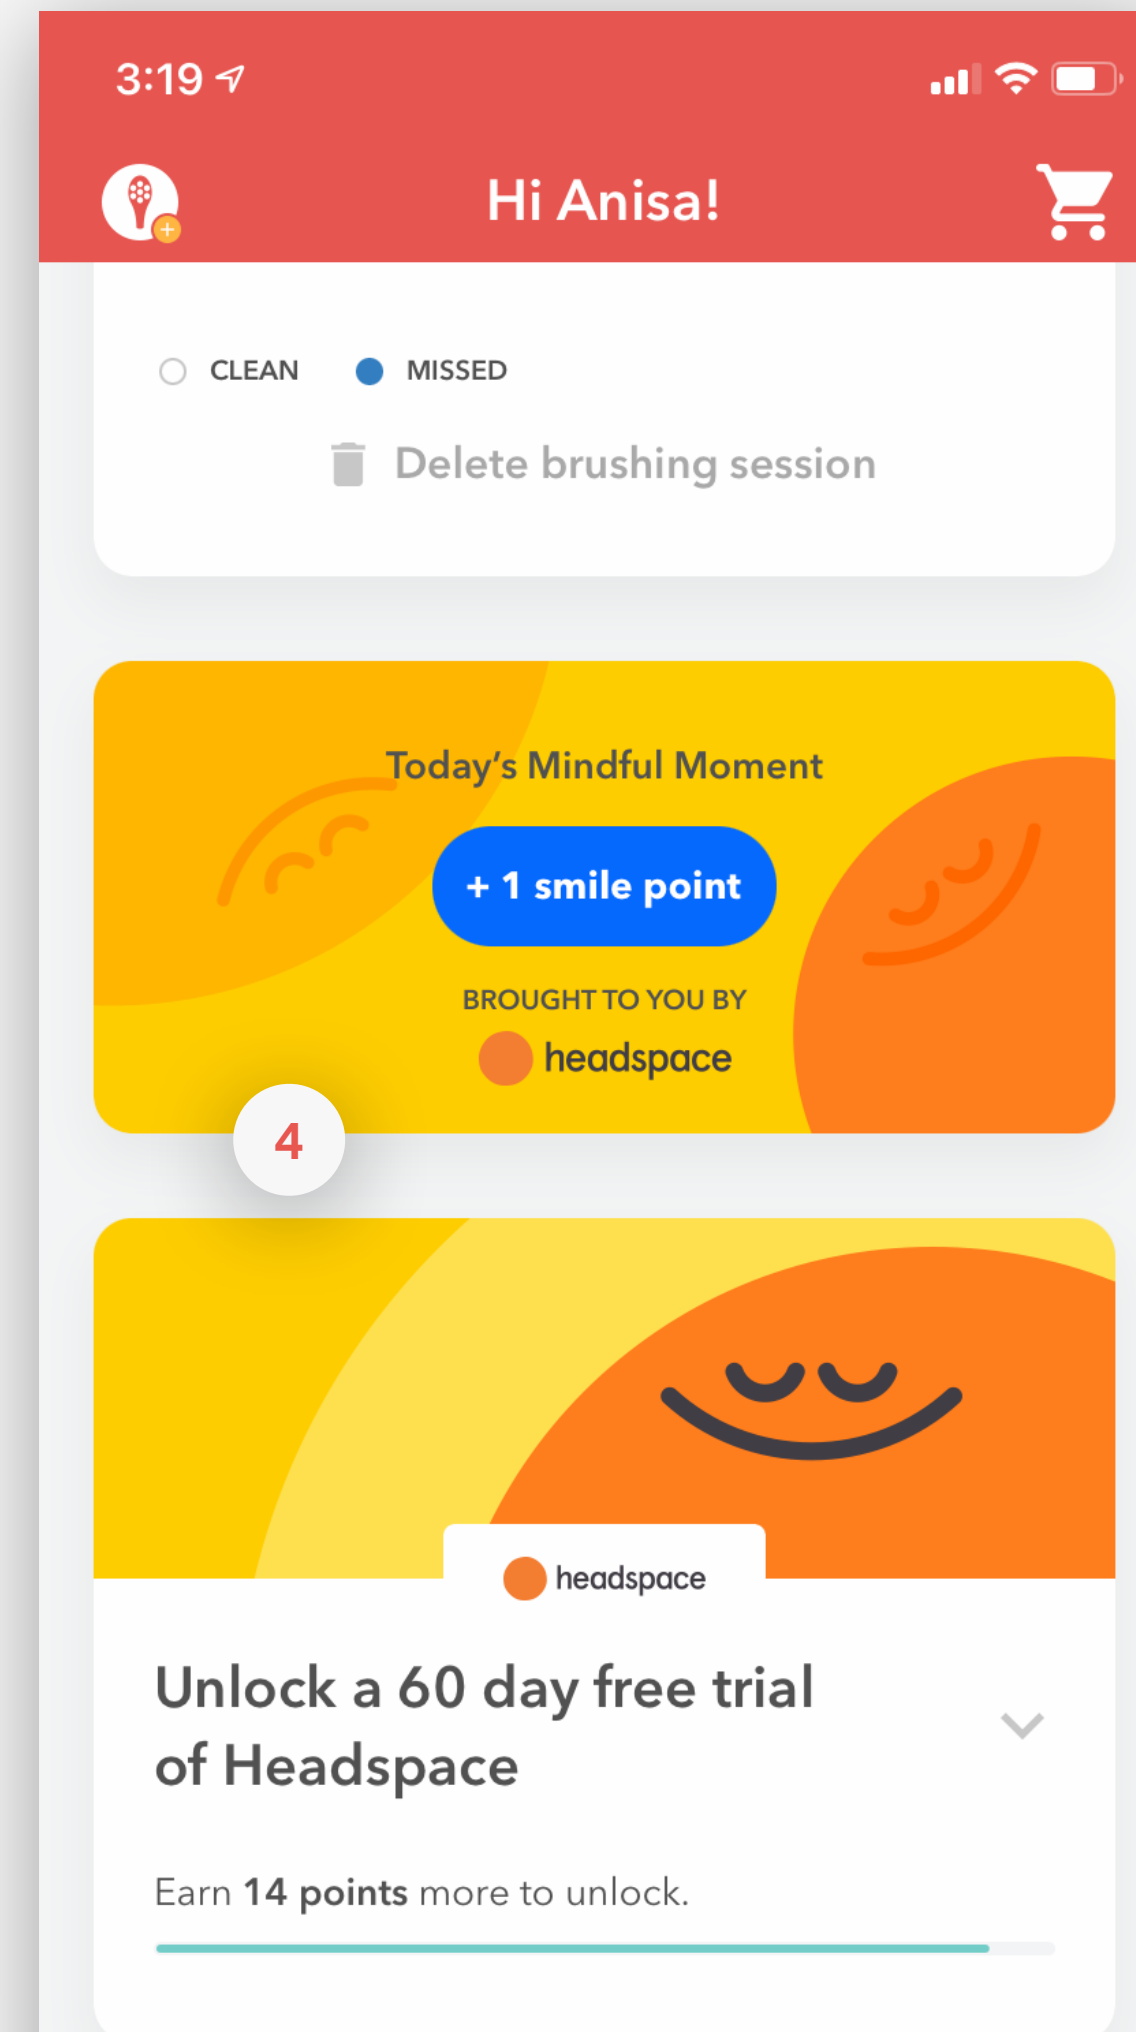 3:19
Hi Anisa!
CLEAN MISSED
Delete brushing session
Today’s Mindful Moment
+ 1 smile point
BROUGHT TO YOU BY
headspace
4
headspace
Unlock a 60 day free trial
of Headspace
Earn 14 points more to unlock.